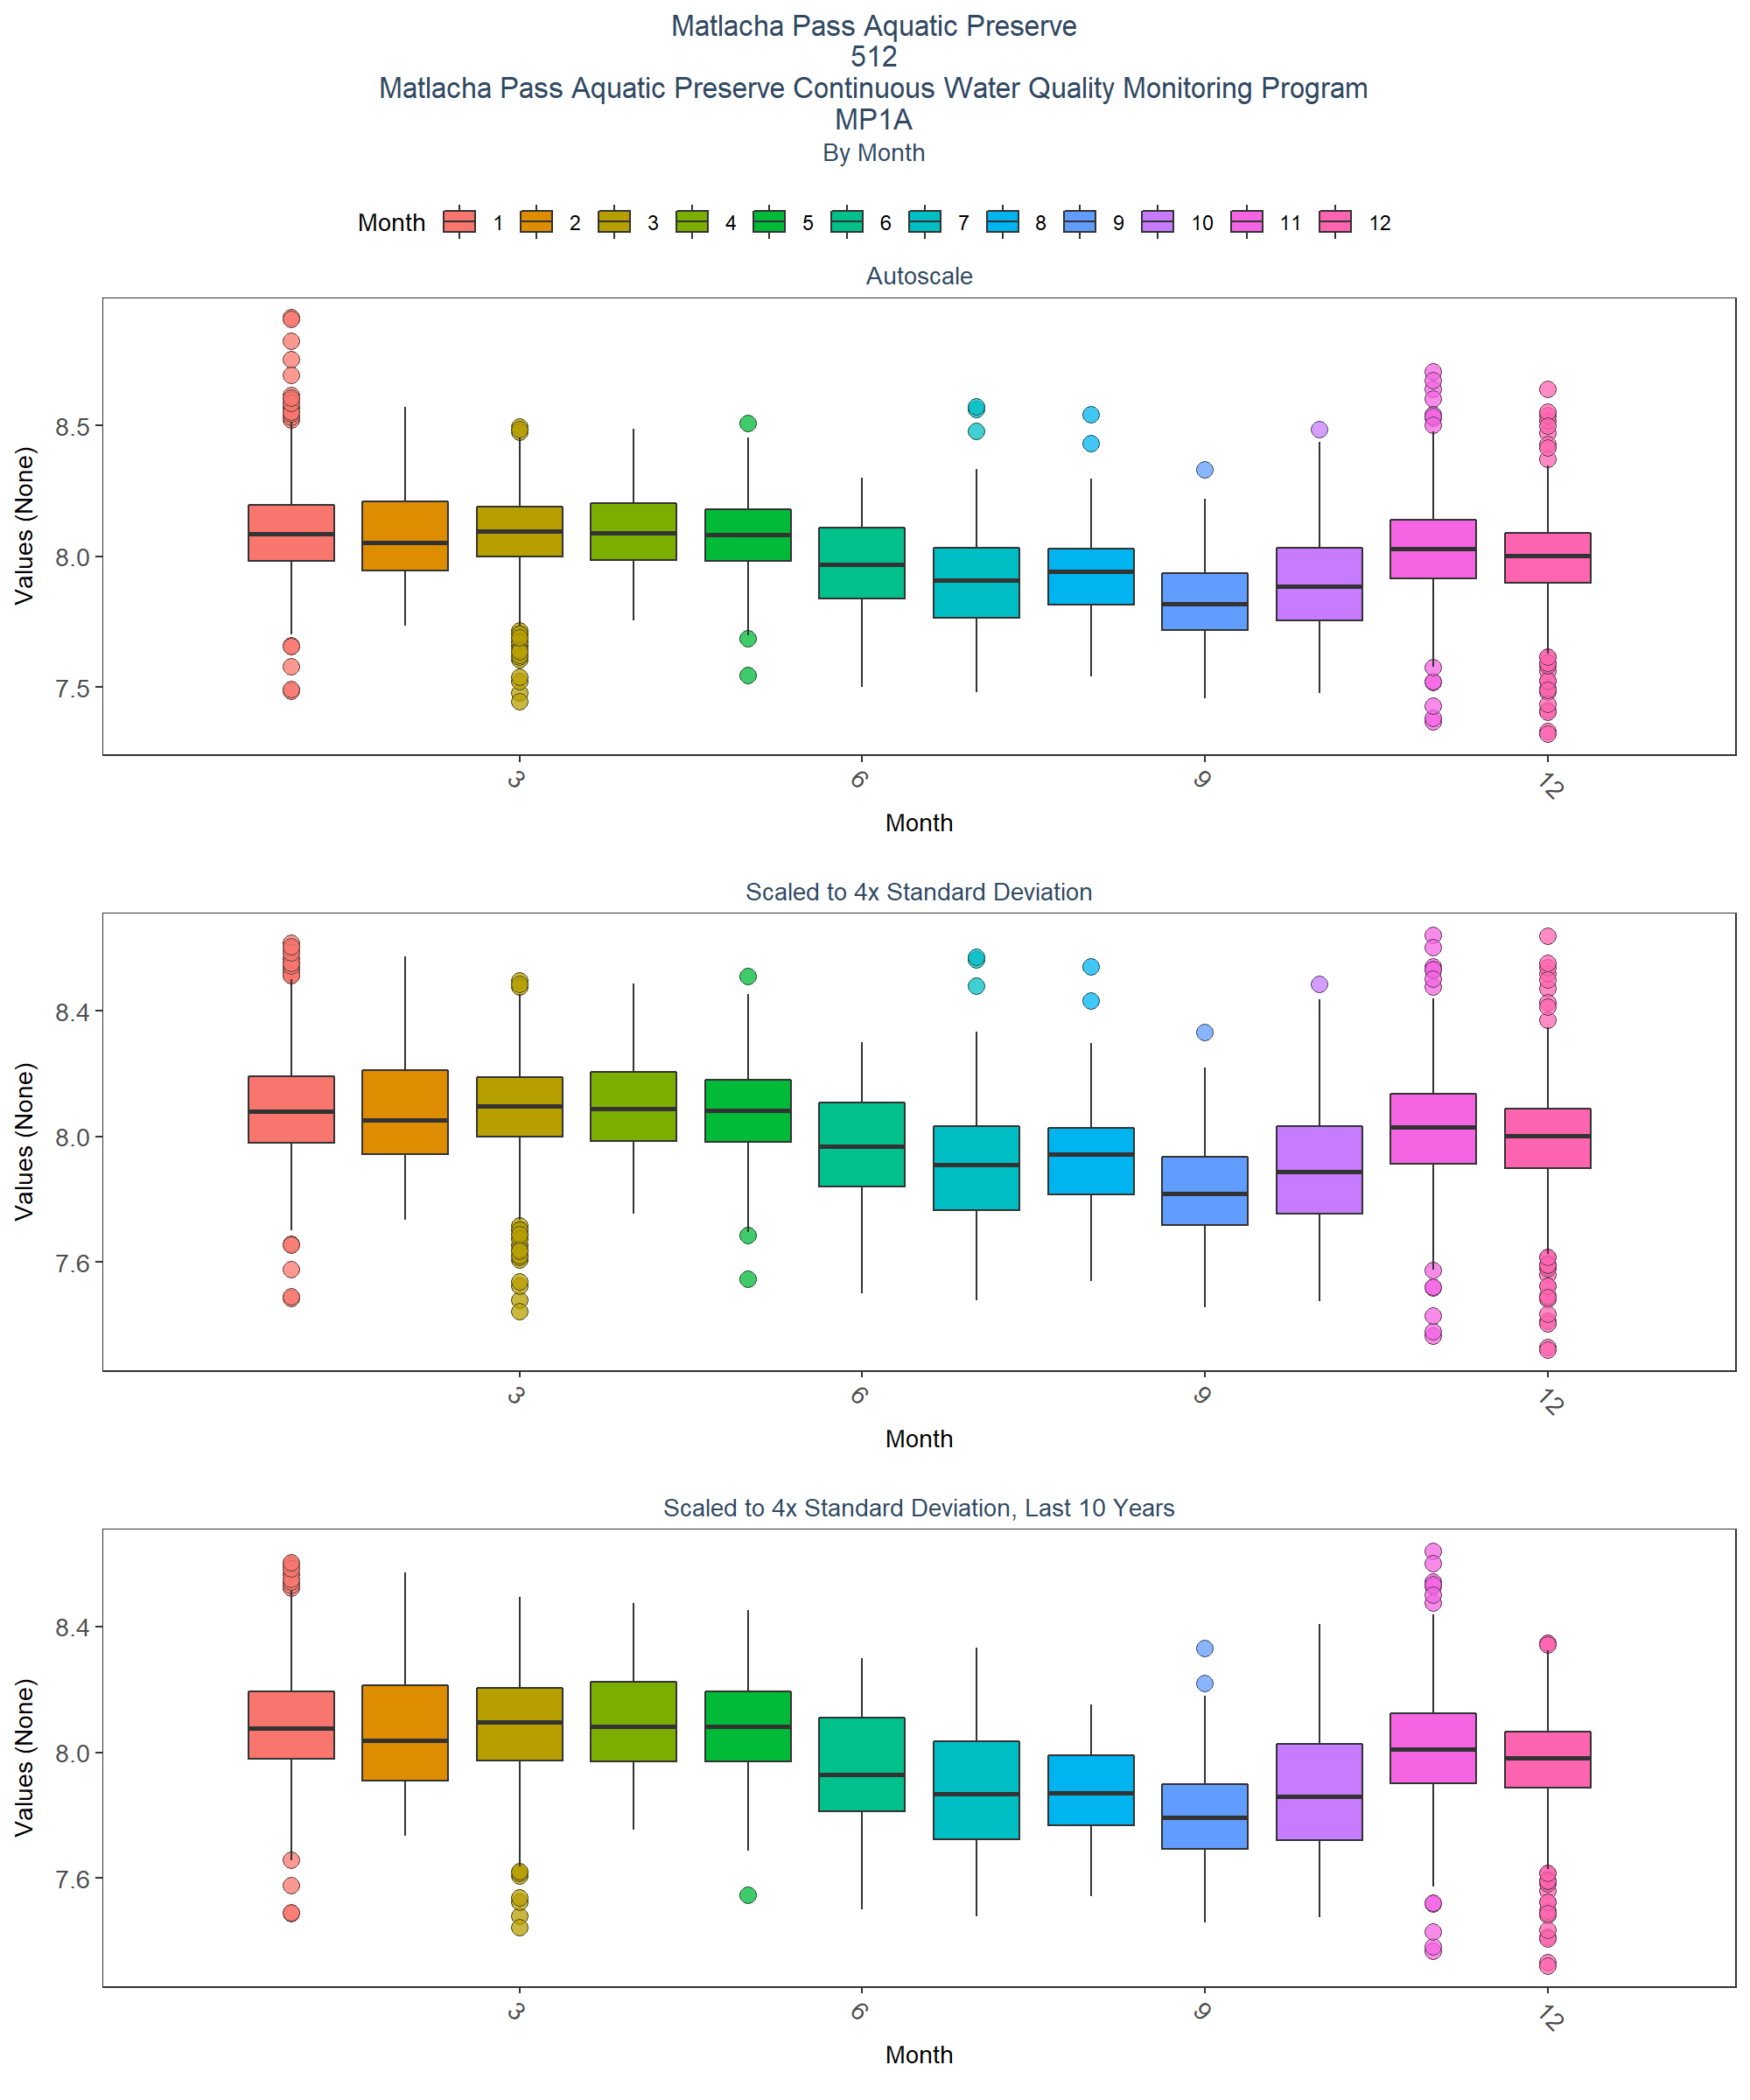 Matlacha Pass Aquatic Preserve
512
Matlacha Pass Aquatic Preserve Continuous Water Quality Monitoring Program
MP1A
By Month
Month 1 2 3 4 5 6 7 8 9 10 11 12
Autoscale
Values (None)
8.5
8.0
7.5
3 6 9 12
Month
Scaled to 4x Standard Deviation
Values (None)
8.4
8.0
7.6
3 6 9 12
Month
Scaled to 4x Standard Deviation, Last 10 Years
Values (None)
8.4
8.0
7.6
3 6 9 12
Month